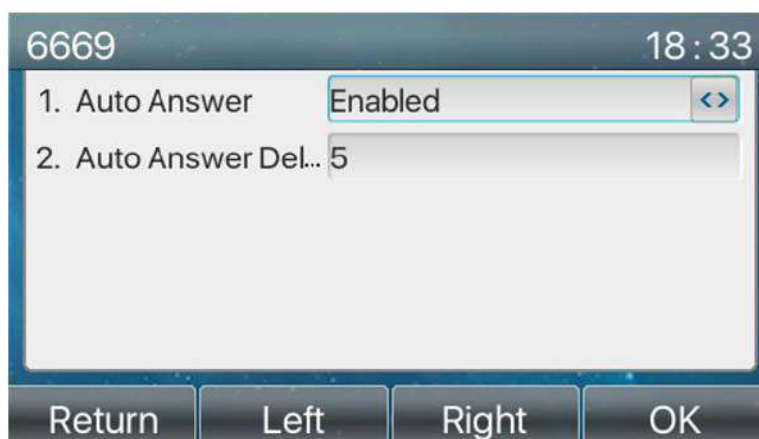 6669 18:33
1. Auto Answer Enabled <>
2. Auto Answer Del... 5
Return Left Right OK